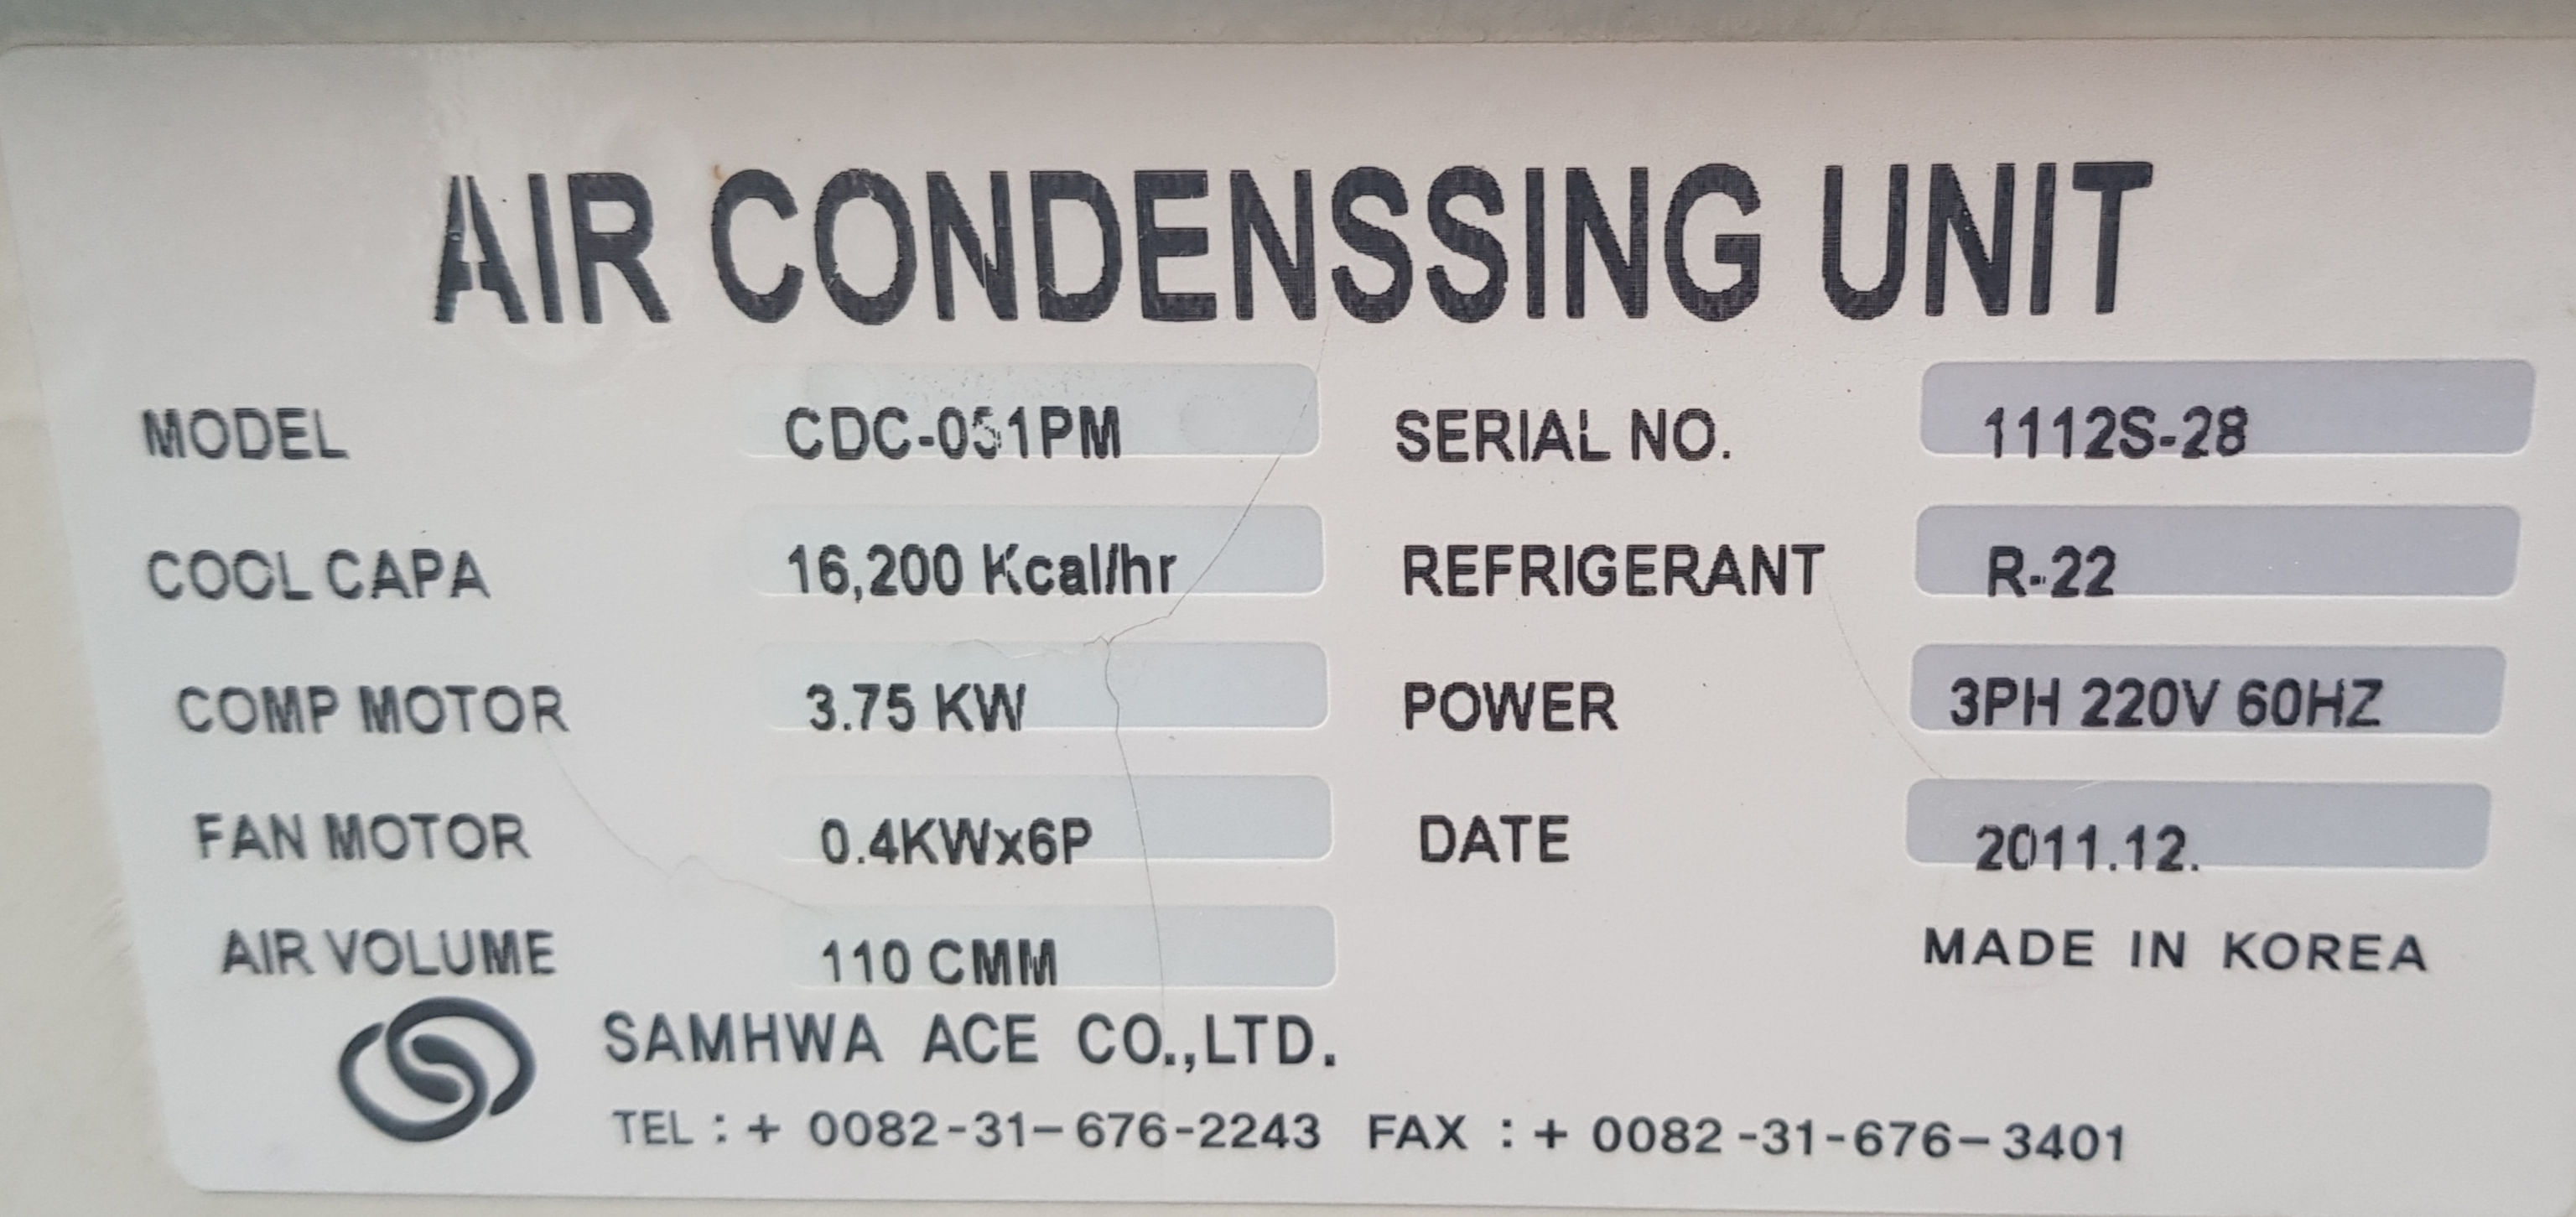 AIR CONDENSSING UNIT
MODEL CDC-051PM SERIAL NO. 1112S-28
COOL CAPA 16,200 Kcal/hr REFRIGERANT R-22
COMP MOTOR 3.75 KW POWER 3PH 220V 60HZ
FAN MOTOR 0.4KWx6P DATE 2011.12.
AIR VOLUME 110 CMM MADE IN KOREA
SAMHWA ACE CO.,LTD.
TEL : + 0082-31-676-2243 FAX : + 0082-31-676-3401